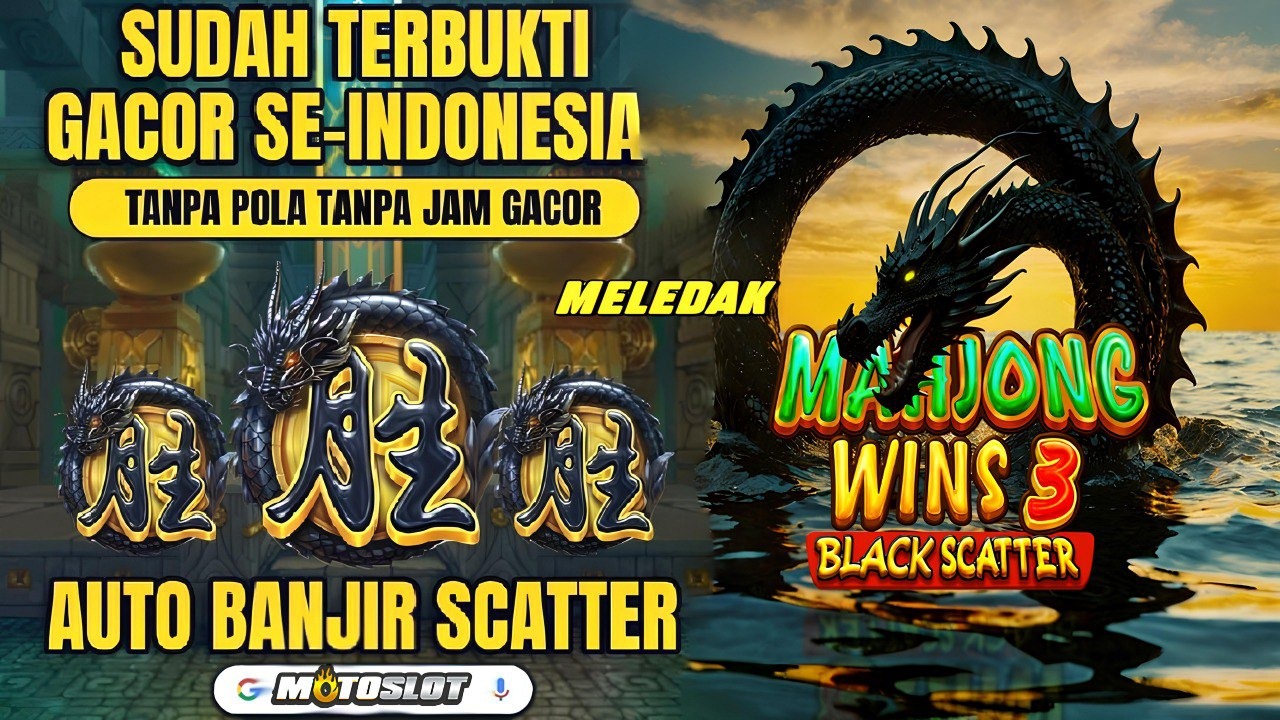 SUDAH TERBUKTI
GACOR SE-INDONESIA
TANPA POLA TANPA JAM GACOR
胜 胜 胜
AUTO BANJIR SCATTER
G MOTOSLOT
MELEDAK
MAHJONG
WINS 3
BLACK SCATTER